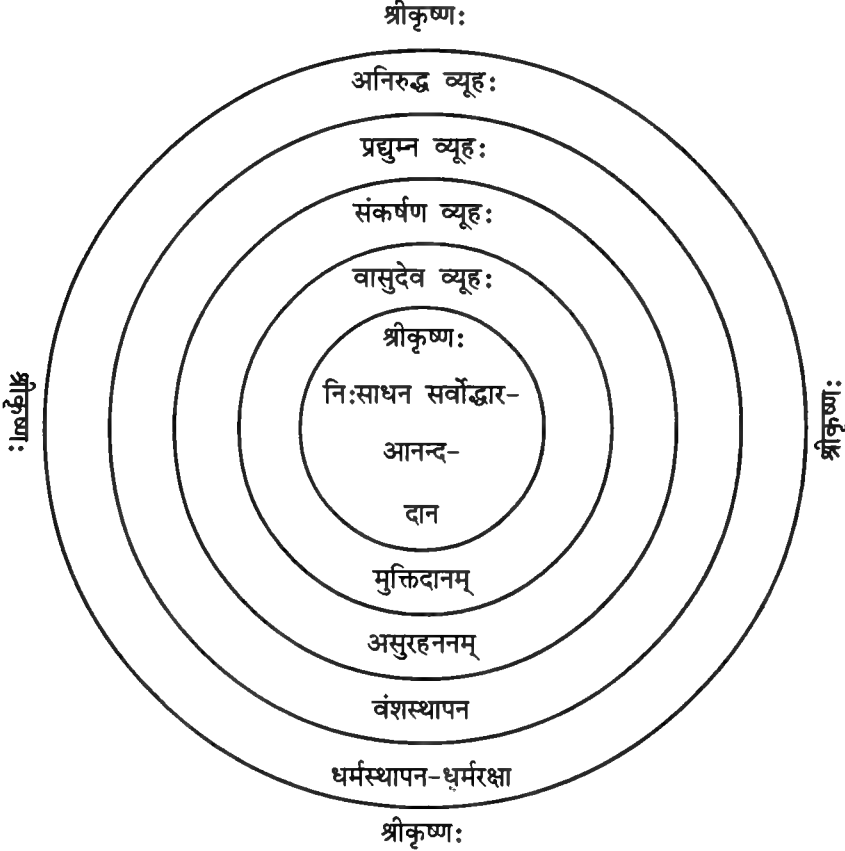 श्रीकृष्ण:
अनिरुद्ध व्यूह:
प्रद्युम्न व्यूह:
संकर्षण व्यूह:
वासुदेव व्यूह:
श्रीकृष्ण:
नि:साधन सर्वोद्धार-
आनन्द-
दान
श्रीकृष्ण:
श्रीकृष्ण:
मुक्तिदानम्
असुरहननम्
वंशस्थापन
धर्मस्थापन-धर्मरक्षा
श्रीकृष्ण: